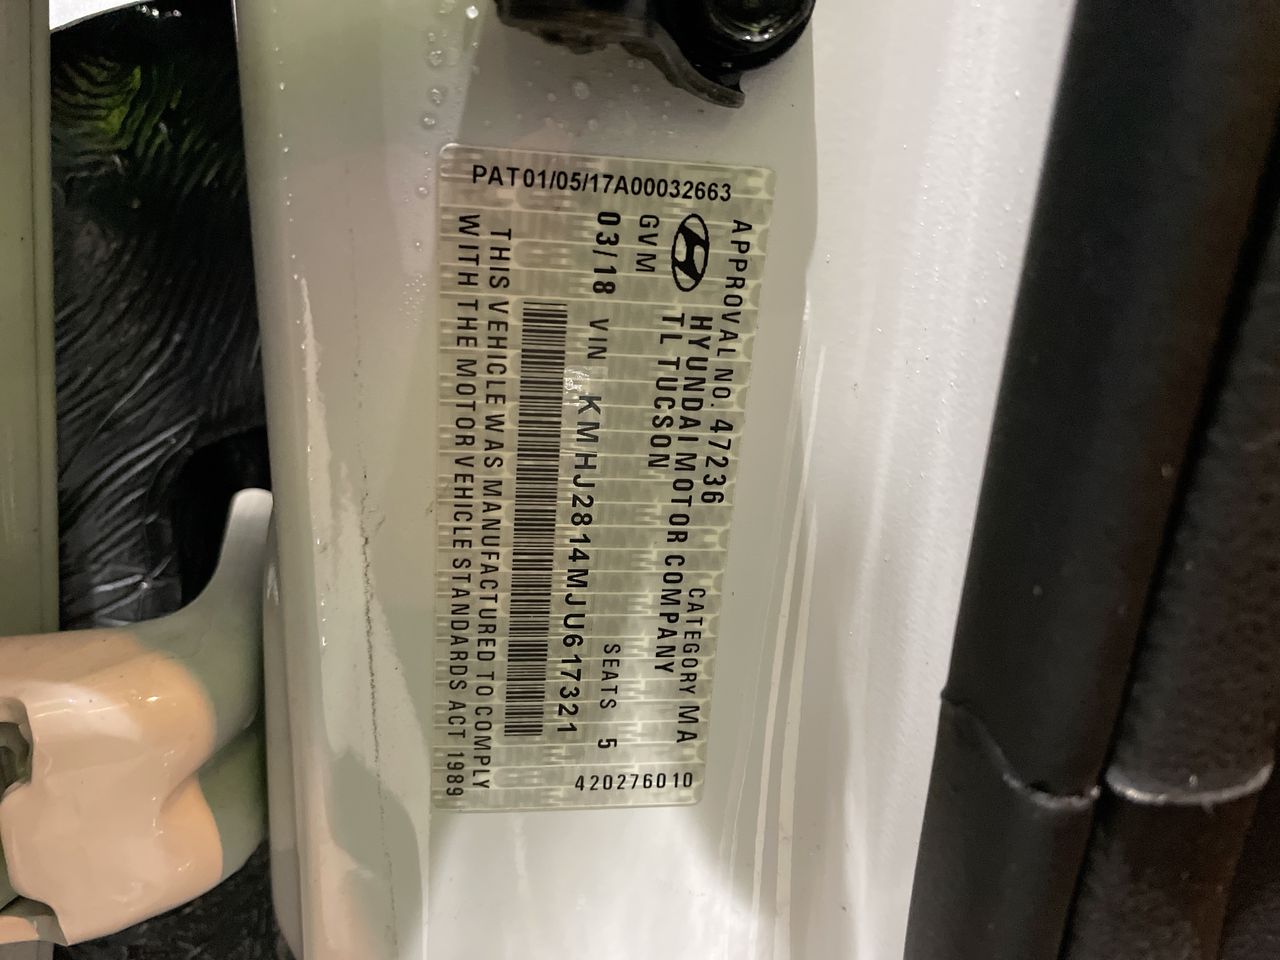 PAT01/05/17A00032663
APPROVAL NO. 47236 CATEGORY MA
HYUNDAI MOTOR COMPANY
TL TUCSON
GVM
03/18 VIN KMHJ2814MJU617321
SEATS 5
420276010
THIS VEHICLE WAS MANUFACTURED TO COMPLY
WITH THE MOTOR VEHICLE STANDARDS ACT 1989